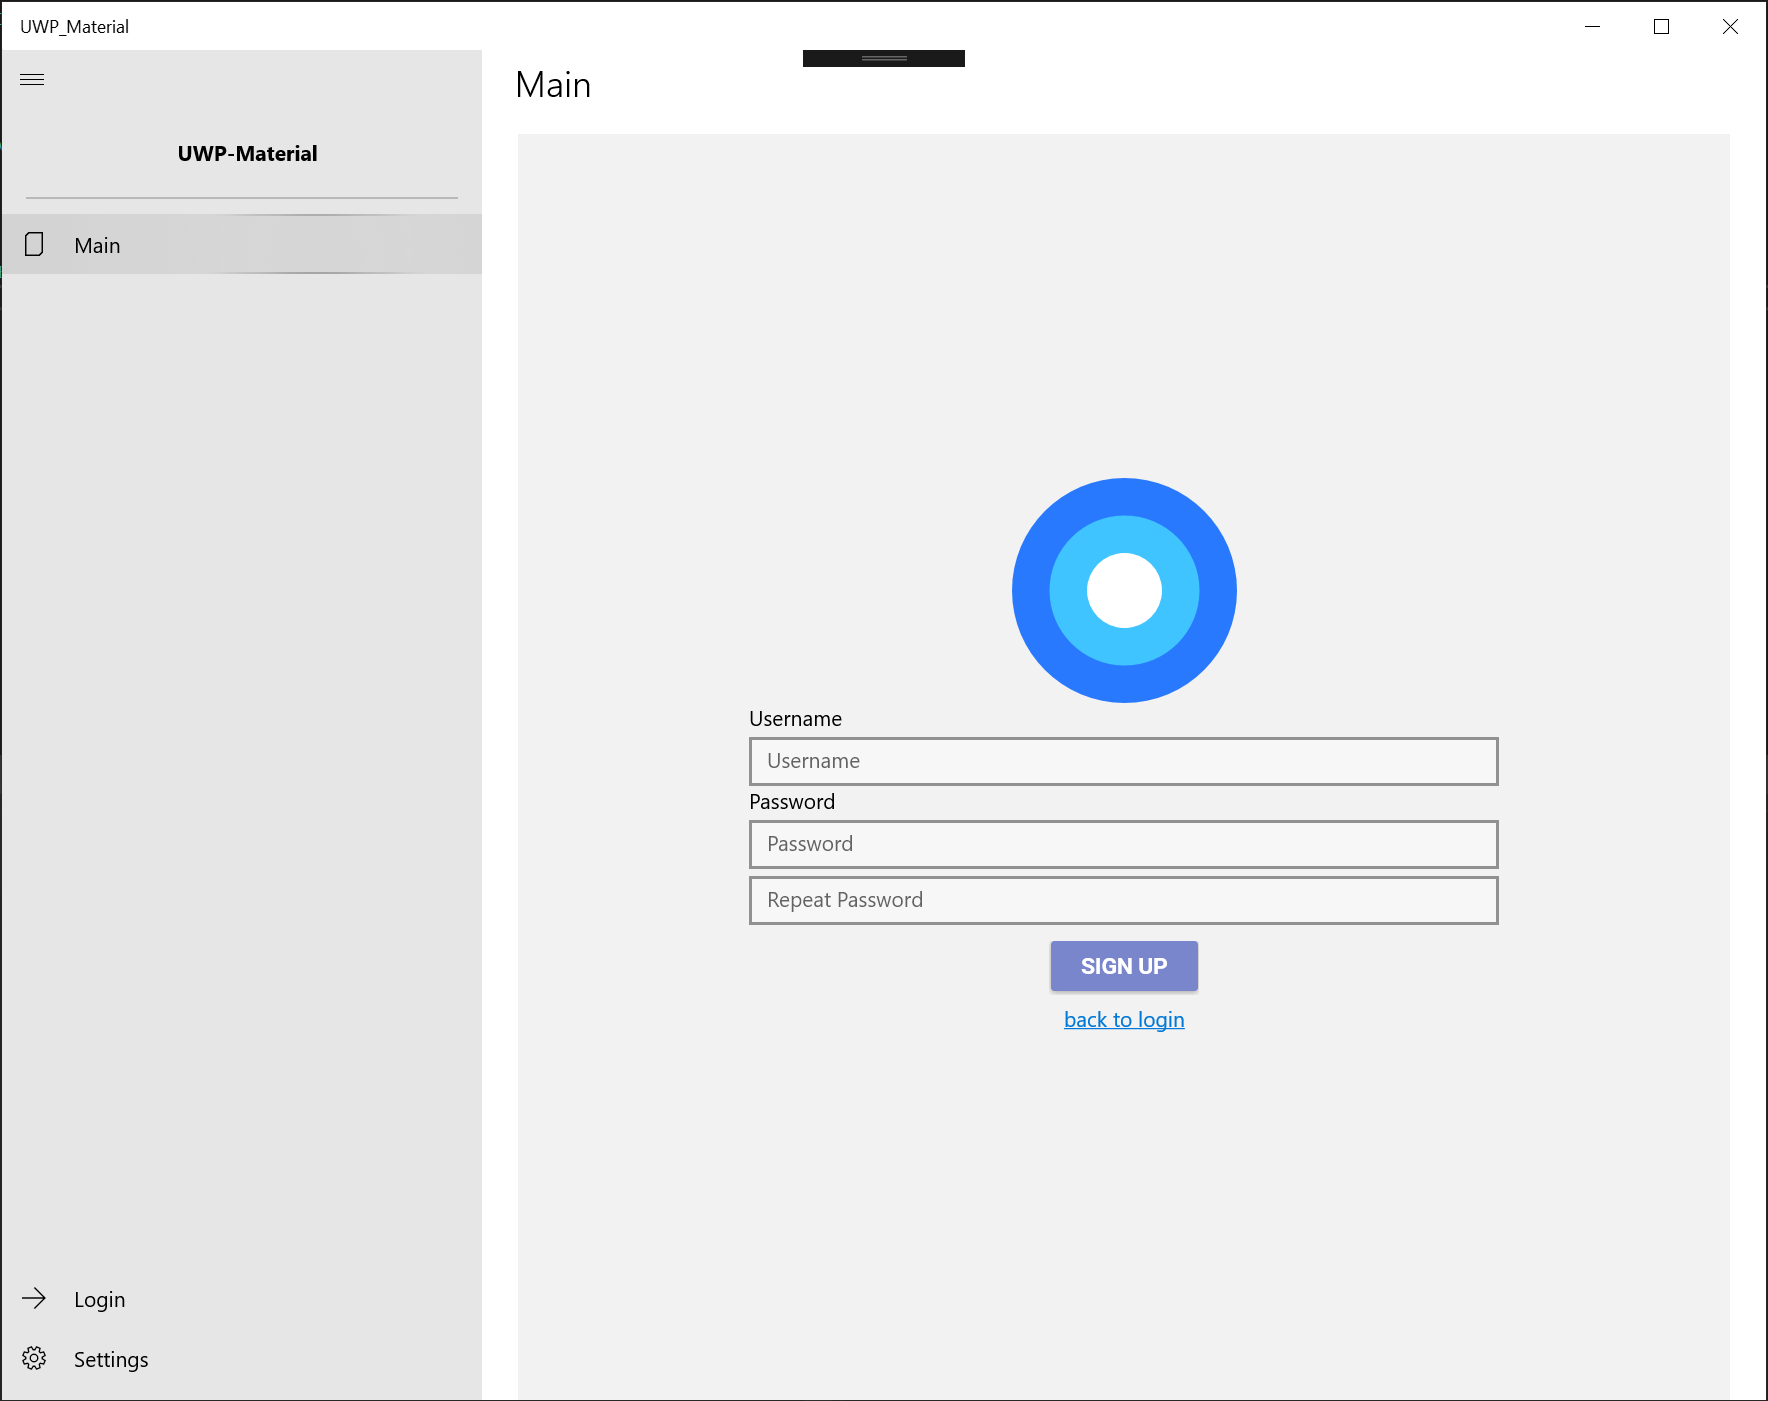 UWP_Material
UWP-Material
Main
Login
Settings
Main
Username
Username
Password
Password
Repeat Password
SIGN UP
back to login